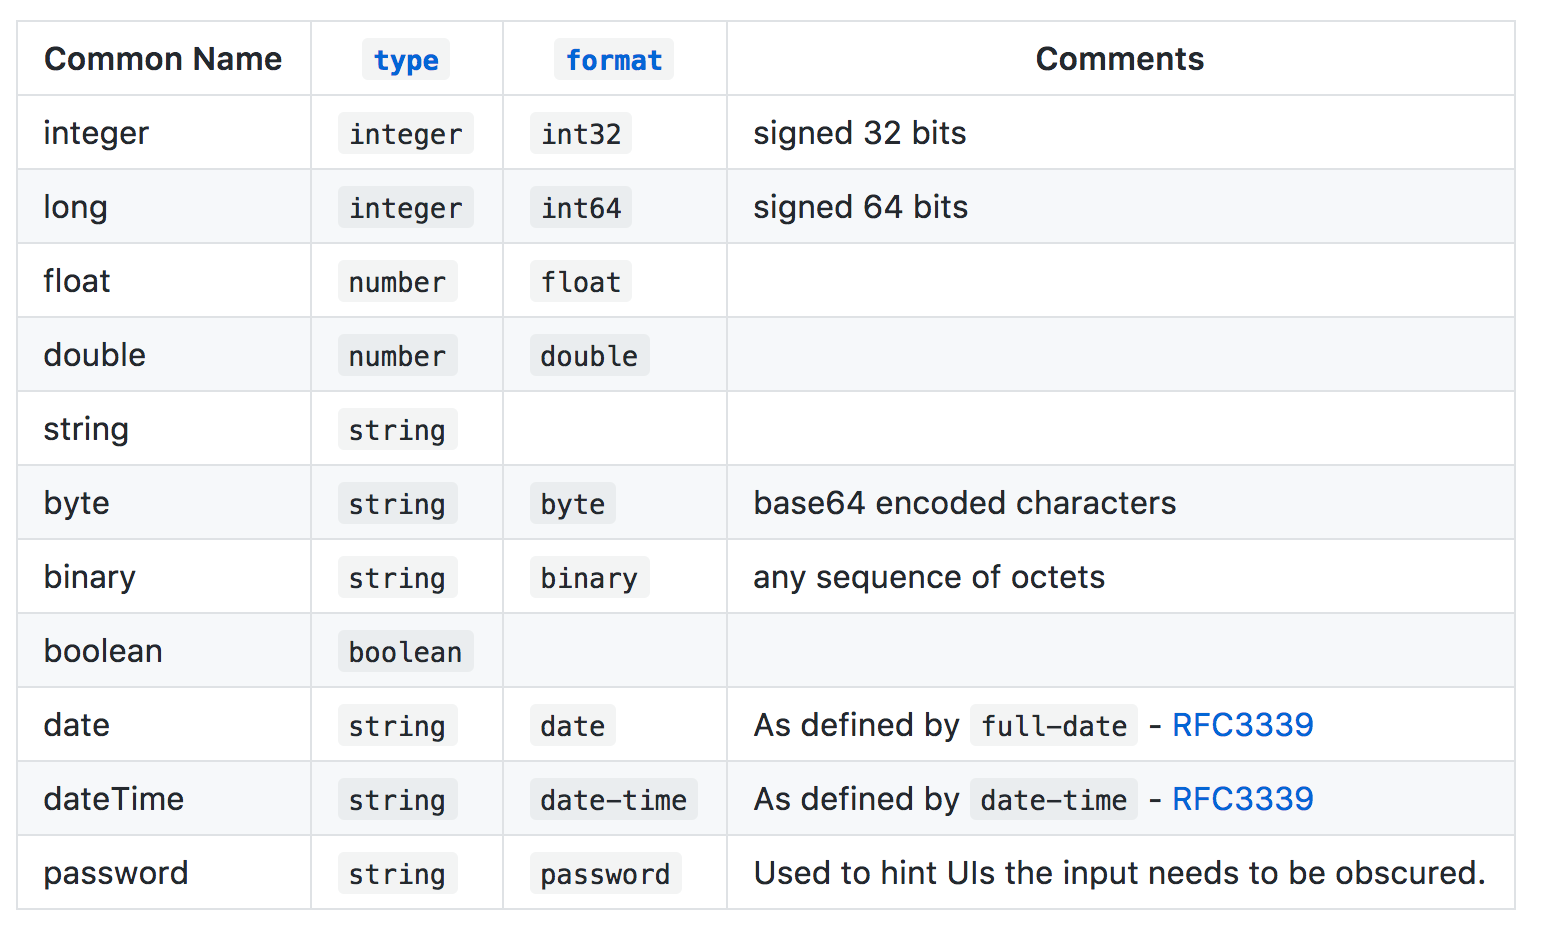 Common Name type format Comments
integer integer int32 signed 32 bits
long integer int64 signed 64 bits
float number float
double number double
string string
byte string byte base64 encoded characters
binary string binary any sequence of octets
boolean boolean
date string date As defined by full-date - RFC3339
dateTime string date-time As defined by date-time - RFC3339
password string password Used to hint UIs the input needs to be obscured.